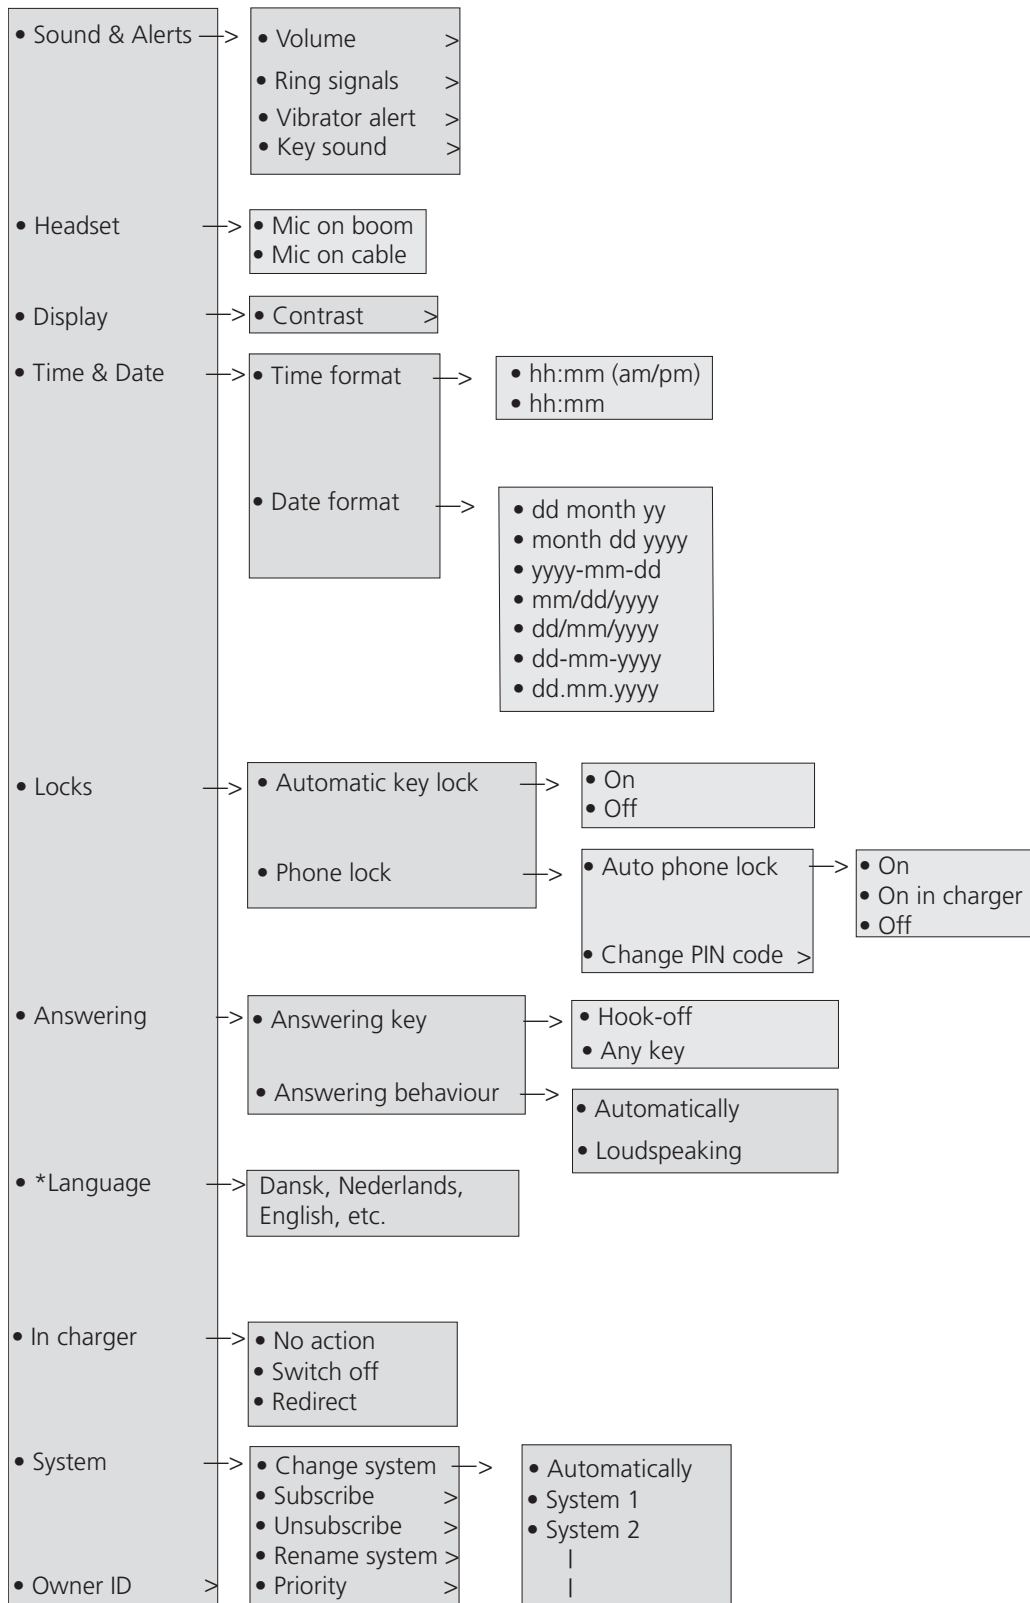 • Sound & Alerts —>
• Volume >
• Ring signals >
• Vibrator alert >
• Key sound >
• Headset —>
• Mic on boom
• Mic on cable
• Display —>
• Contrast >
• Time & Date —>
• Time format —>
• hh:mm (am/pm)
• hh:mm
• Date format —>
• dd month yy
• month dd yyyy
• yyyy-mm-dd
• mm/dd/yyyy
• dd/mm/yyyy
• dd-mm-yyyy
• dd.mm.yyyy
• Locks —>
• Automatic key lock —>
• On
• Off
• Phone lock —>
• Auto phone lock —>
• On
• On in charger
• Off
• Change PIN code >
• Answering —>
• Answering key —>
• Hook-off
• Any key
• Answering behaviour —>
• Automatically
• Loudspeaking
• *Language —>
Dansk, Nederlands,
English, etc.
• In charger —>
• No action
• Switch off
• Redirect
• System —>
• Change system —>
• Subscribe >
• Unsubscribe >
• Rename system >
• Priority >
• Automatically
• System 1
• System 2
|
|
• Owner ID >